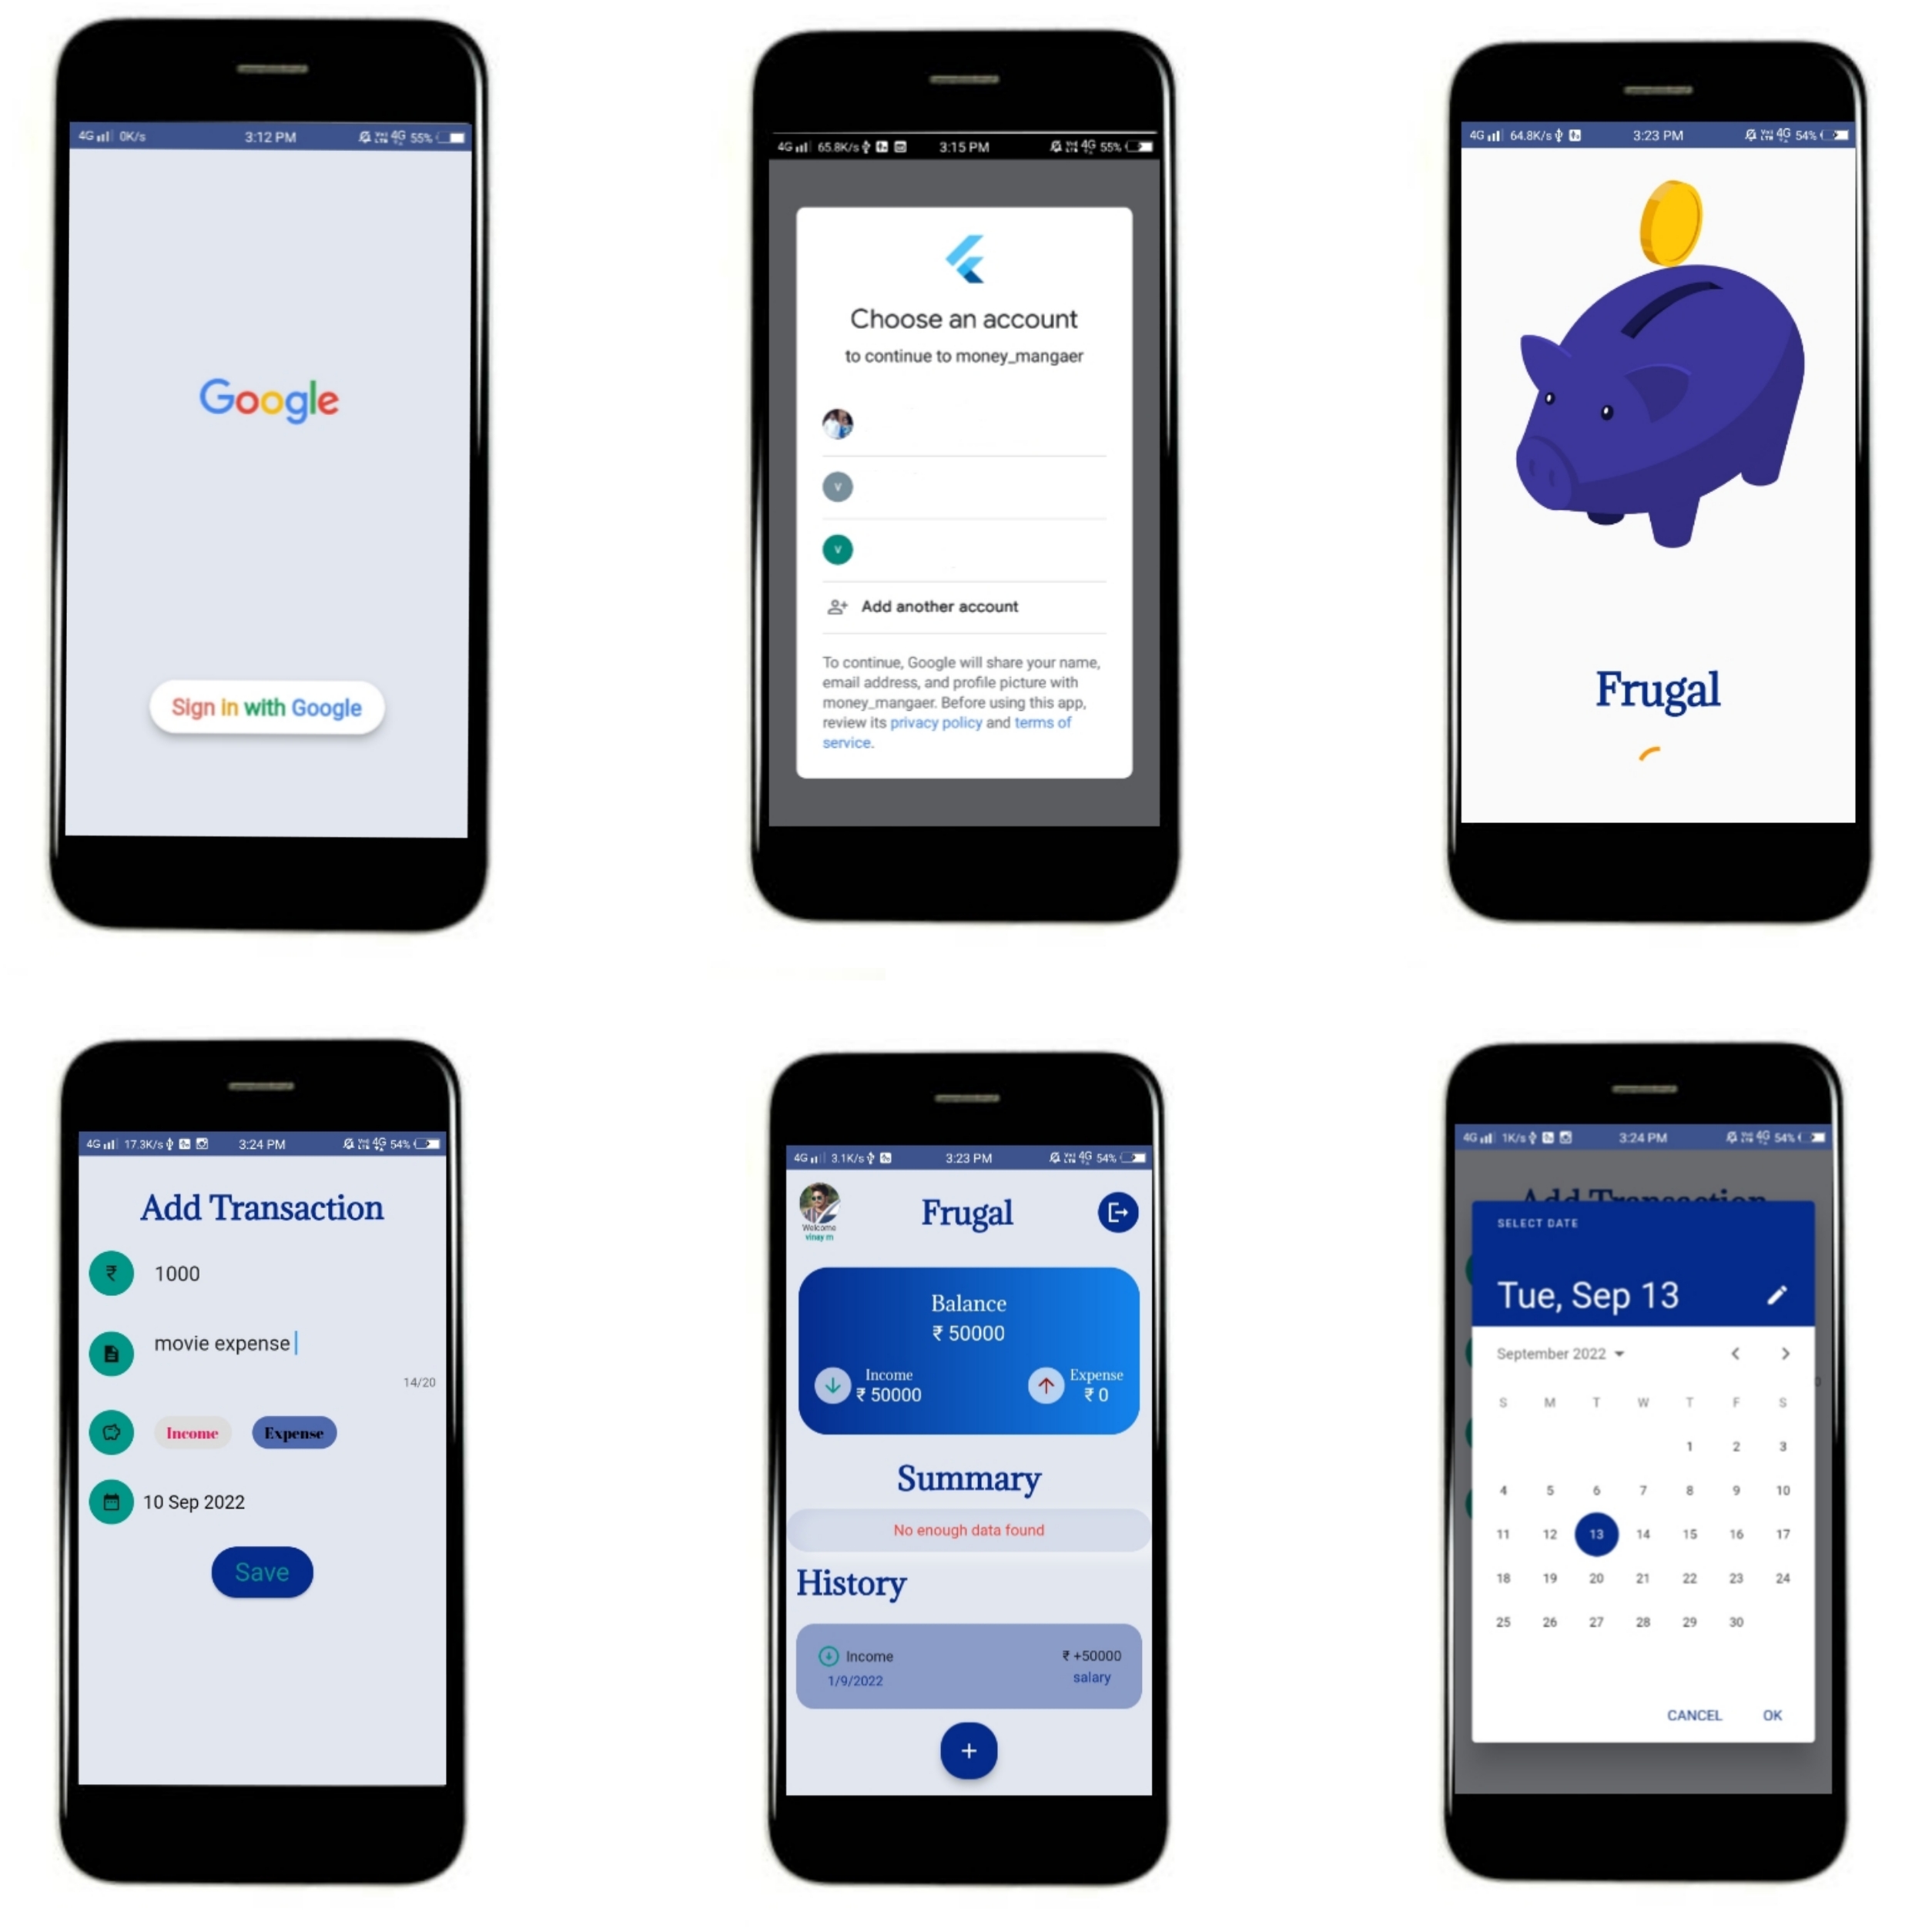 4G 0K/s 3:12 PM 4G 55%
Google
Sign in with Google
4G 65.8K/s 3:15 PM 4G 55%
Choose an account
to continue to money_mangaer
V
V
Add another account
To continue, Google will share your name,
email address, and profile picture with
money_mangaer. Before using this app,
review its privacy policy and terms of
service.
4G 64.8K/s 3:23 PM 4G 54%
Frugal
4G 17.3K/s 3:24 PM 4G 54%
Add Transaction
₹ 1000
movie expense
14/20
Income Expense
10 Sep 2022
Save
4G 3.1K/s 3:23 PM 4G 54%
Welcome
vinay m
Frugal
Balance
₹ 50000
Income Expense
₹ 50000 ₹ 0
Summary
No enough data found
History
Income ₹ +50000
1/9/2022 salary
+
4G 1K/s 3:24 PM 4G 54%
Add Transaction
SELECT DATE
Tue, Sep 13
September 2022
S M T W T F S
1 2 3
4 5 6 7 8 9 10
11 12 13 14 15 16 17
18 19 20 21 22 23 24
25 26 27 28 29 30
CANCEL OK